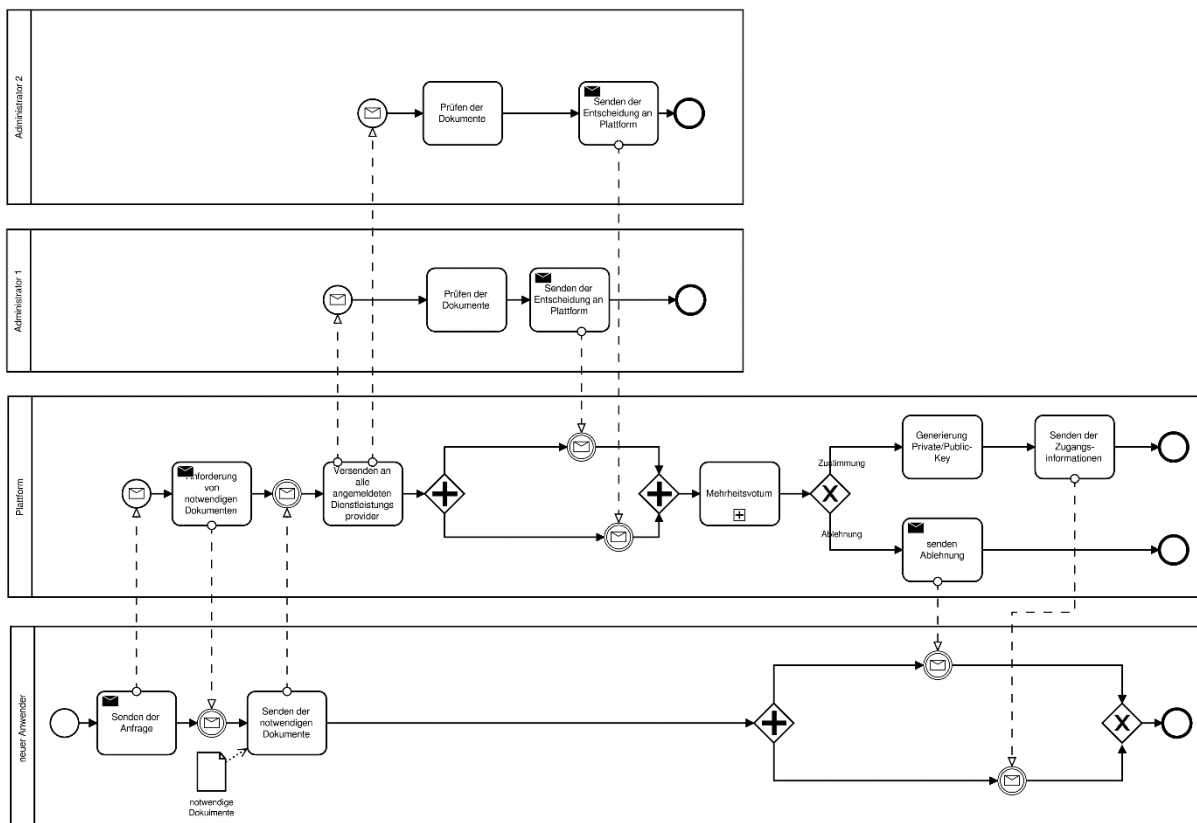 Administrator 2
Prüfen der
Dokumente
Senden der
Entscheidung an
Plattform
Administrator 1
Prüfen der
Dokumente
Senden der
Entscheidung an
Plattform
Plattform
Anforderung
von
notwendigen
Dokumenten
Versenden an
alle
angemeldeten
Dienstleistungs
provider
Mehrheitsvotum
Zustimmung
Ablehnung
Generierung
Private/Public-
Key
Senden der
Zugangs-
informationen
senden
Ablehnung
neuer Anwender
Senden der
Anfrage
Senden der
notwendigen
Dokumente
notwendige
Dokuimente